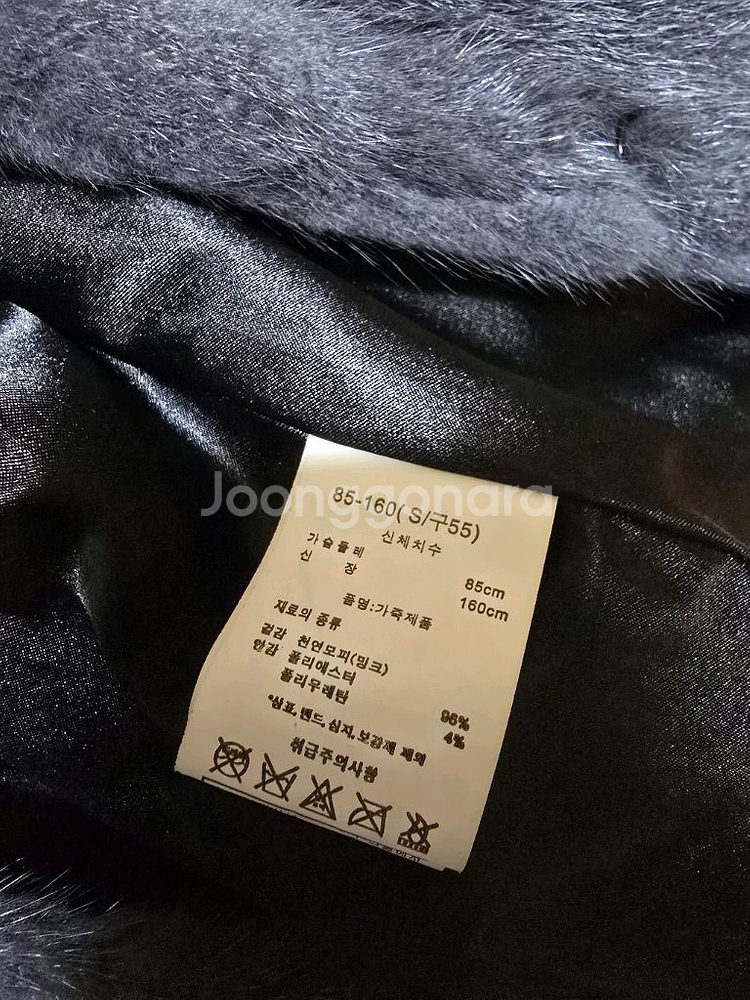 Joonggonara
85-160( S/구55)
신체치수
가슴둘레 85cm
신 장 160cm
품명:가죽제품
재료의 종류
겉감 천연모피(밍크)
안감 폴리에스터 96%
폴리우레탄 4%
*상표,밴드,심지,보강재 제외
취급주의사항